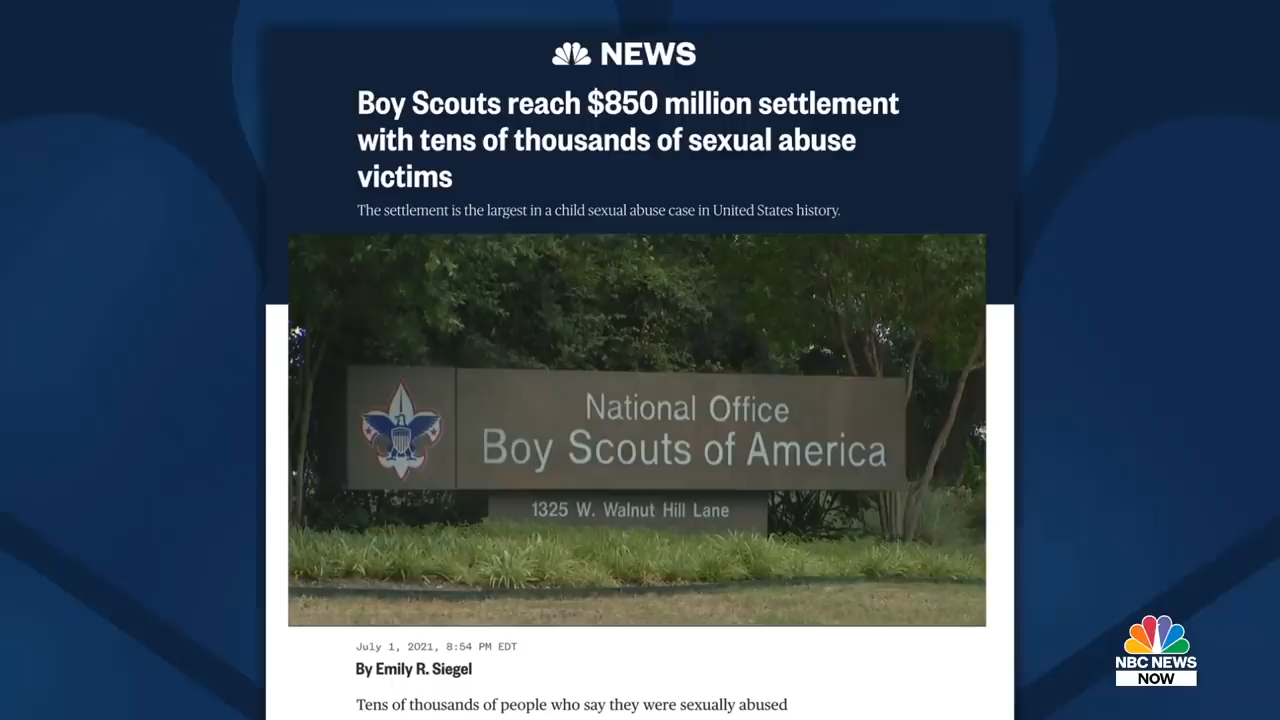 NEWS
Boy Scouts reach $850 million settlement
with tens of thousands of sexual abuse
victims
The settlement is the largest in a child sexual abuse case in United States history.
National Office
Boy Scouts of America
1325 W. Walnut Hill Lane
July 1, 2021, 8:54 PM EDT
By Emily R. Siegel
Tens of thousands of people who say they were sexually abused
NBC NEWS
NOW